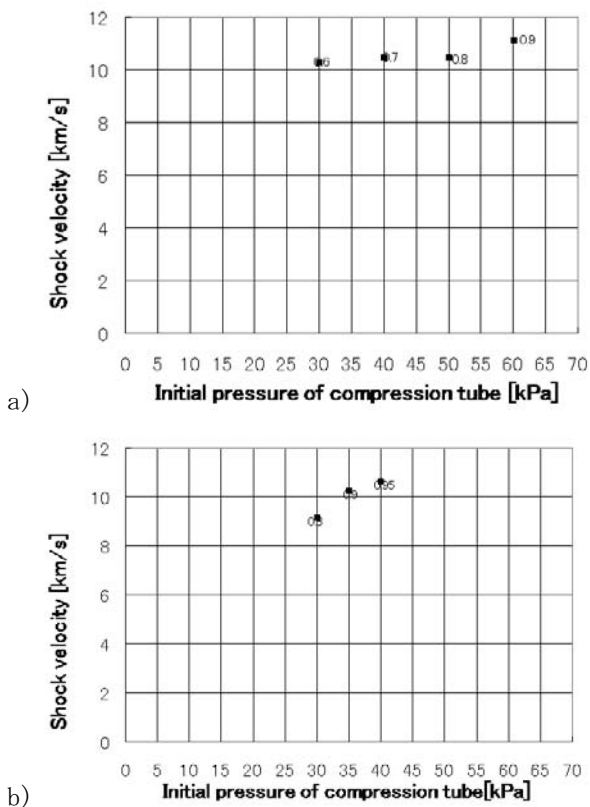 12
10
8
6
4
2
0
Shock velocity [km/s]
0.6
0.7
0.8
0.9
0 5 10 15 20 25 30 35 40 45 50 55 60 65 70
Initial pressure of compression tube [kPa]
a)
12
10
8
6
4
2
0
Shock velocity [km/s]
0.8
0.9
0.95
0 5 10 15 20 25 30 35 40 45 50 55 60 65 70
Initial pressure of compression tube[kPa]
b)